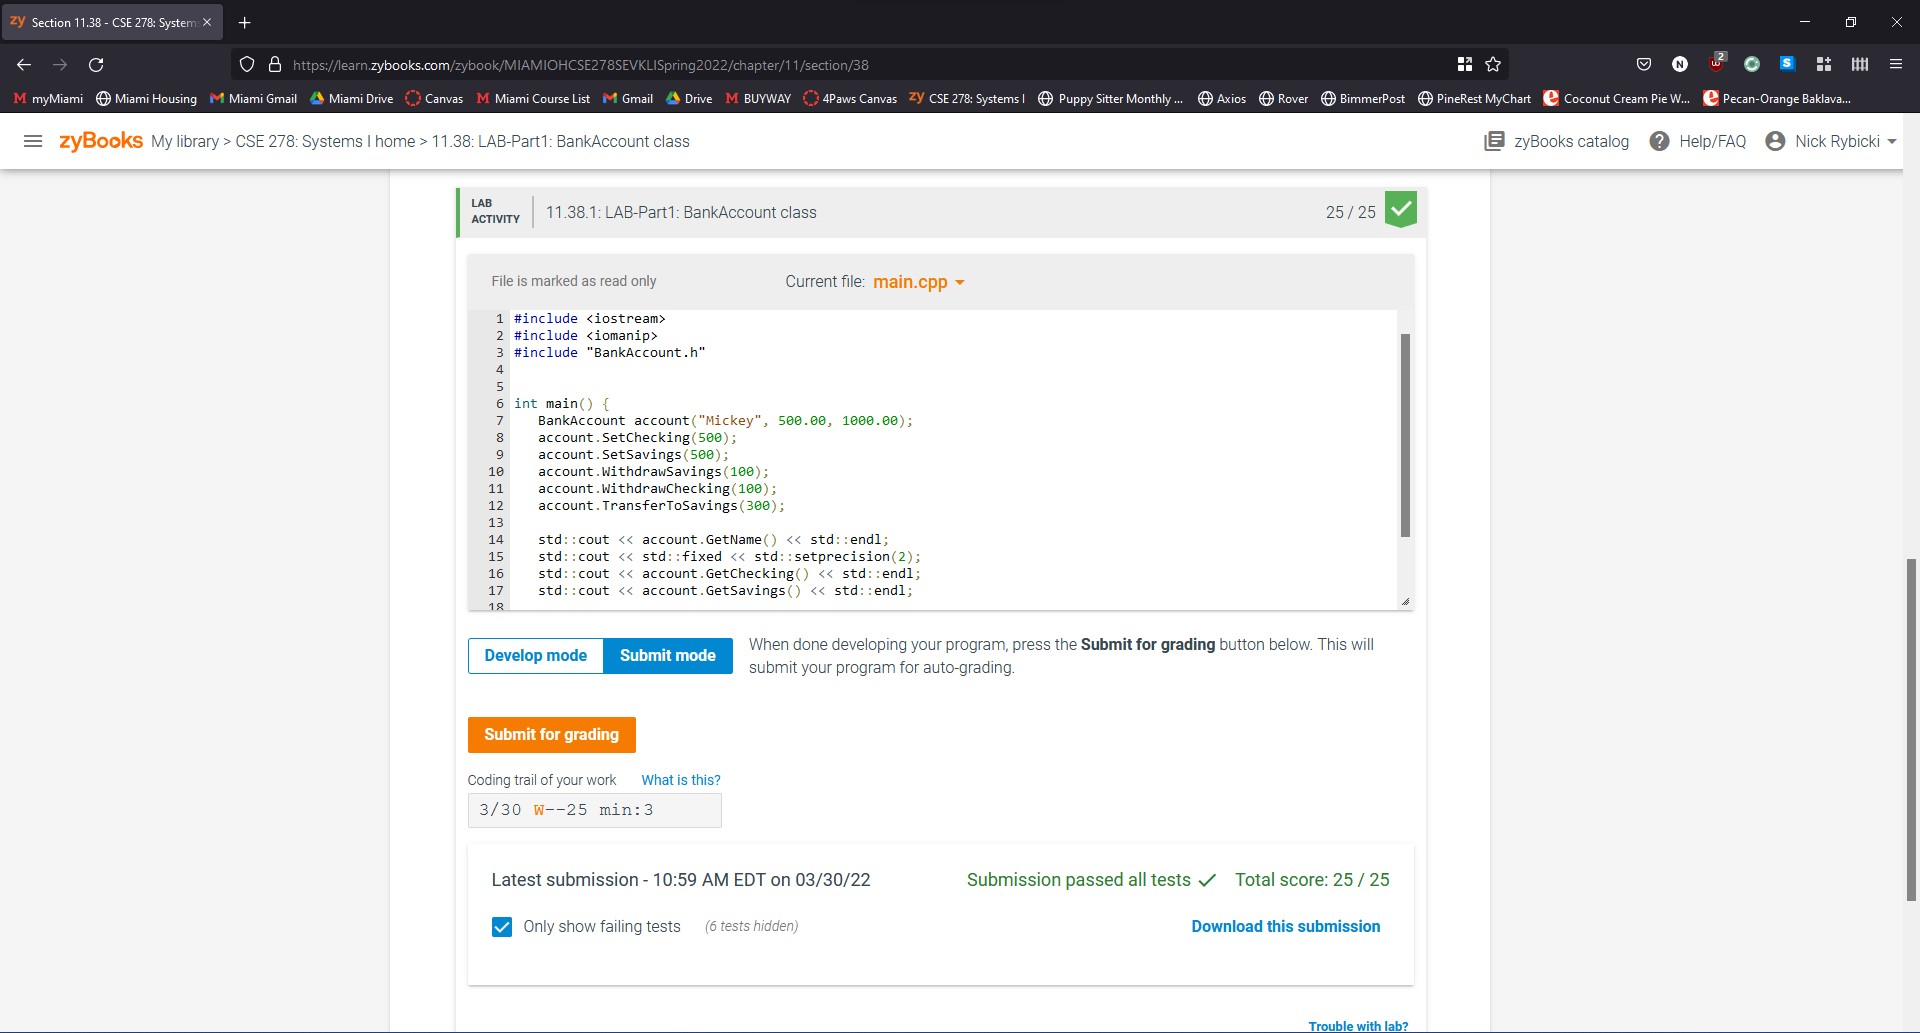 zy Section 11.38 - CSE 278: System
https://learn.zybooks.com/zybook/MIAMIOHCSE278SEVKLISpring2022/chapter/11/section/38
N 2 S
M myMiami Miami Housing Miami Gmail Miami Drive Canvas M Miami Course List Gmail Drive M BUYWAY 4Paws Canvas zy CSE 278: Systems I Puppy Sitter Monthly ... Axios Rover BimmerPost PineRest MyChart Coconut Cream Pie W... Pecan-Orange Baklava...
zyBooks My library > CSE 278: Systems I home > 11.38: LAB-Part1: BankAccount class zyBooks catalog ? Help/FAQ Nick Rybicki
LAB ACTIVITY 11.38.1: LAB-Part1: BankAccount class 25 / 25
File is marked as read only Current file: main.cpp
1 #include <iostream>
2 #include <iomanip>
3 #include "BankAccount.h"
4
5
6 int main() {
7 BankAccount account("Mickey", 500.00, 1000.00);
8 account.SetChecking(500);
9 account.SetSavings(500);
10 account.WithdrawSavings(100);
11 account.WithdrawChecking(100);
12 account.TransferToSavings(300);
13
14 std::cout << account.GetName() << std::endl;
15 std::cout << std::fixed << std::setprecision(2);
16 std::cout << account.GetChecking() << std::endl;
17 std::cout << account.GetSavings() << std::endl;
18
Develop mode Submit mode When done developing your program, press the Submit for grading button below. This will
submit your program for auto-grading.
Submit for grading
Coding trail of your work What is this?
3/30 W--25 min:3
Latest submission - 10:59 AM EDT on 03/30/22 Submission passed all tests Total score: 25 / 25
Only show failing tests (6 tests hidden) Download this submission
Trouble with lab?